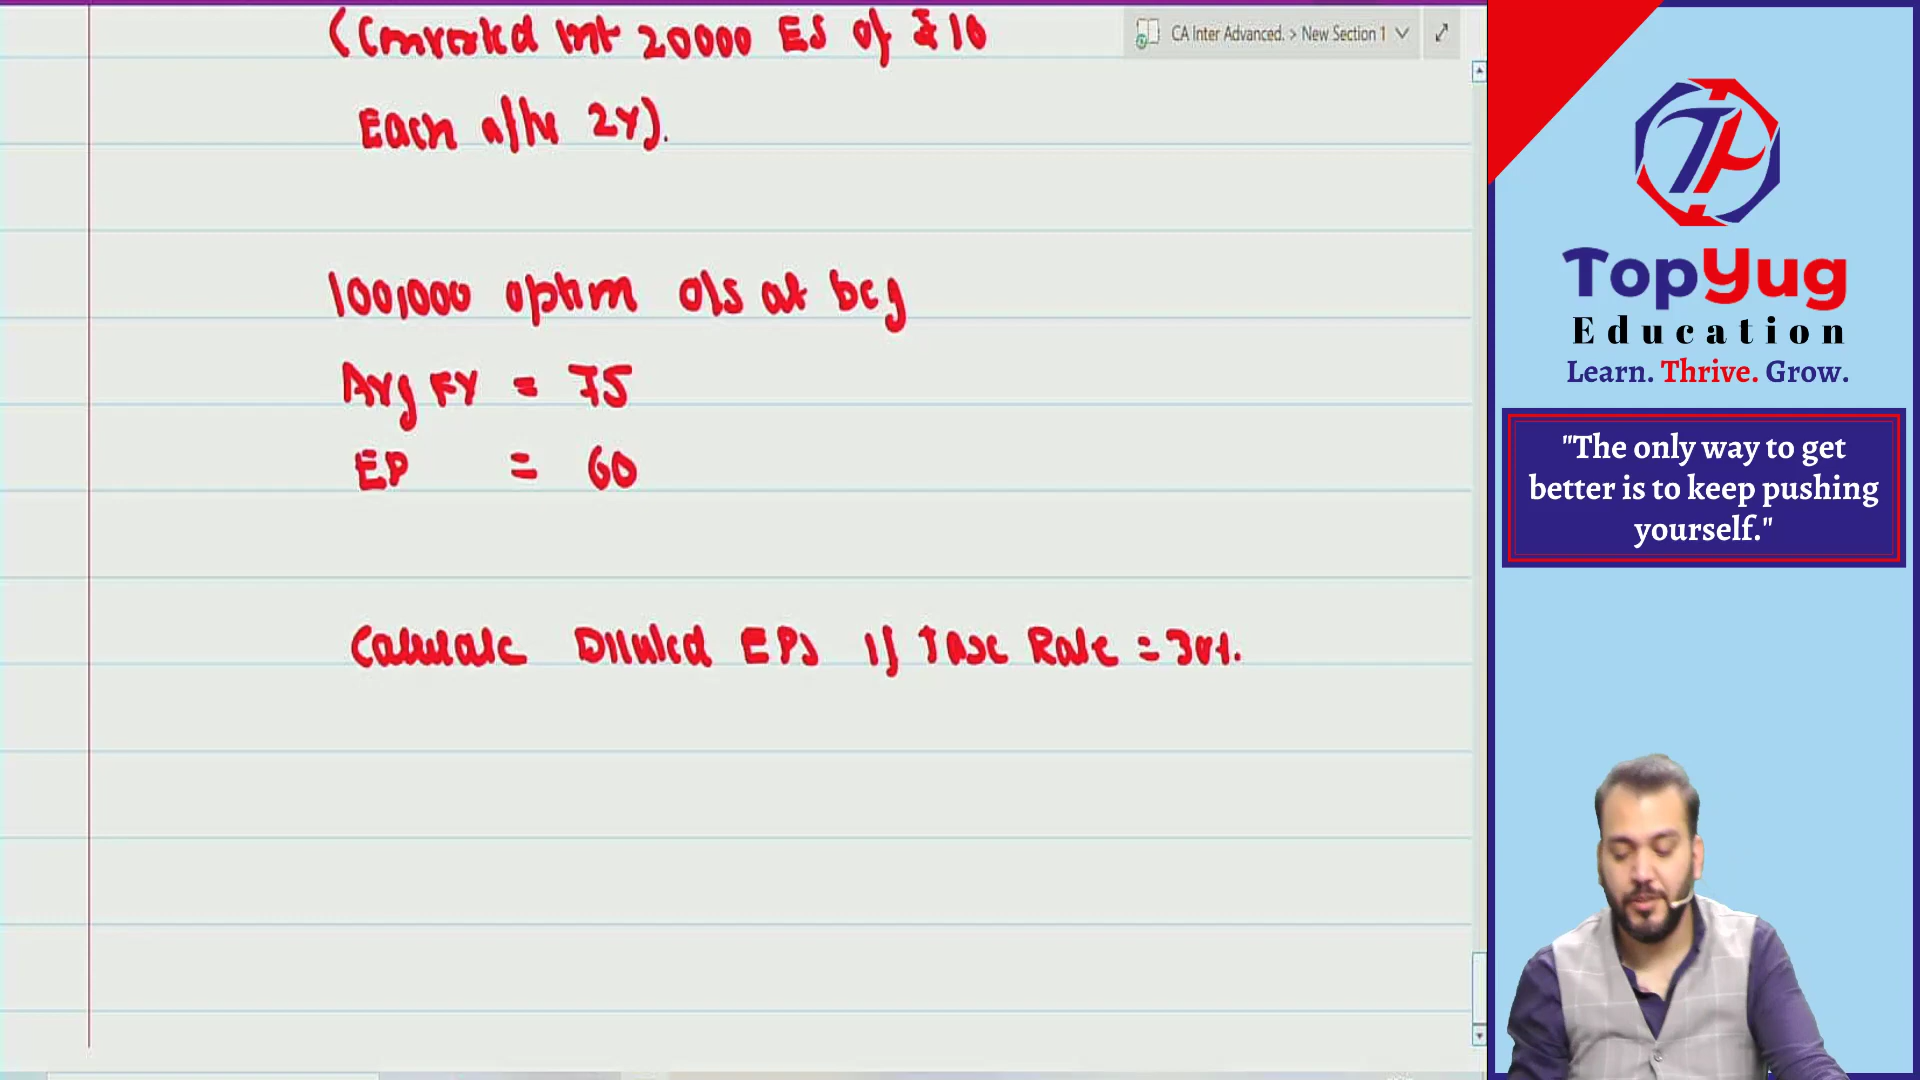 (Converted int 20000 ES of ₹10
Each after 2Y).
100,000 option o/s at beg
Avg FV = 75
EP = 60
Calculate Diluted EPS if Tax Rate = 30%.
CA Inter Advanced. > New Section 1
TopYug
Education
Learn. Thrive. Grow.
"The only way to get
better is to keep pushing
yourself."